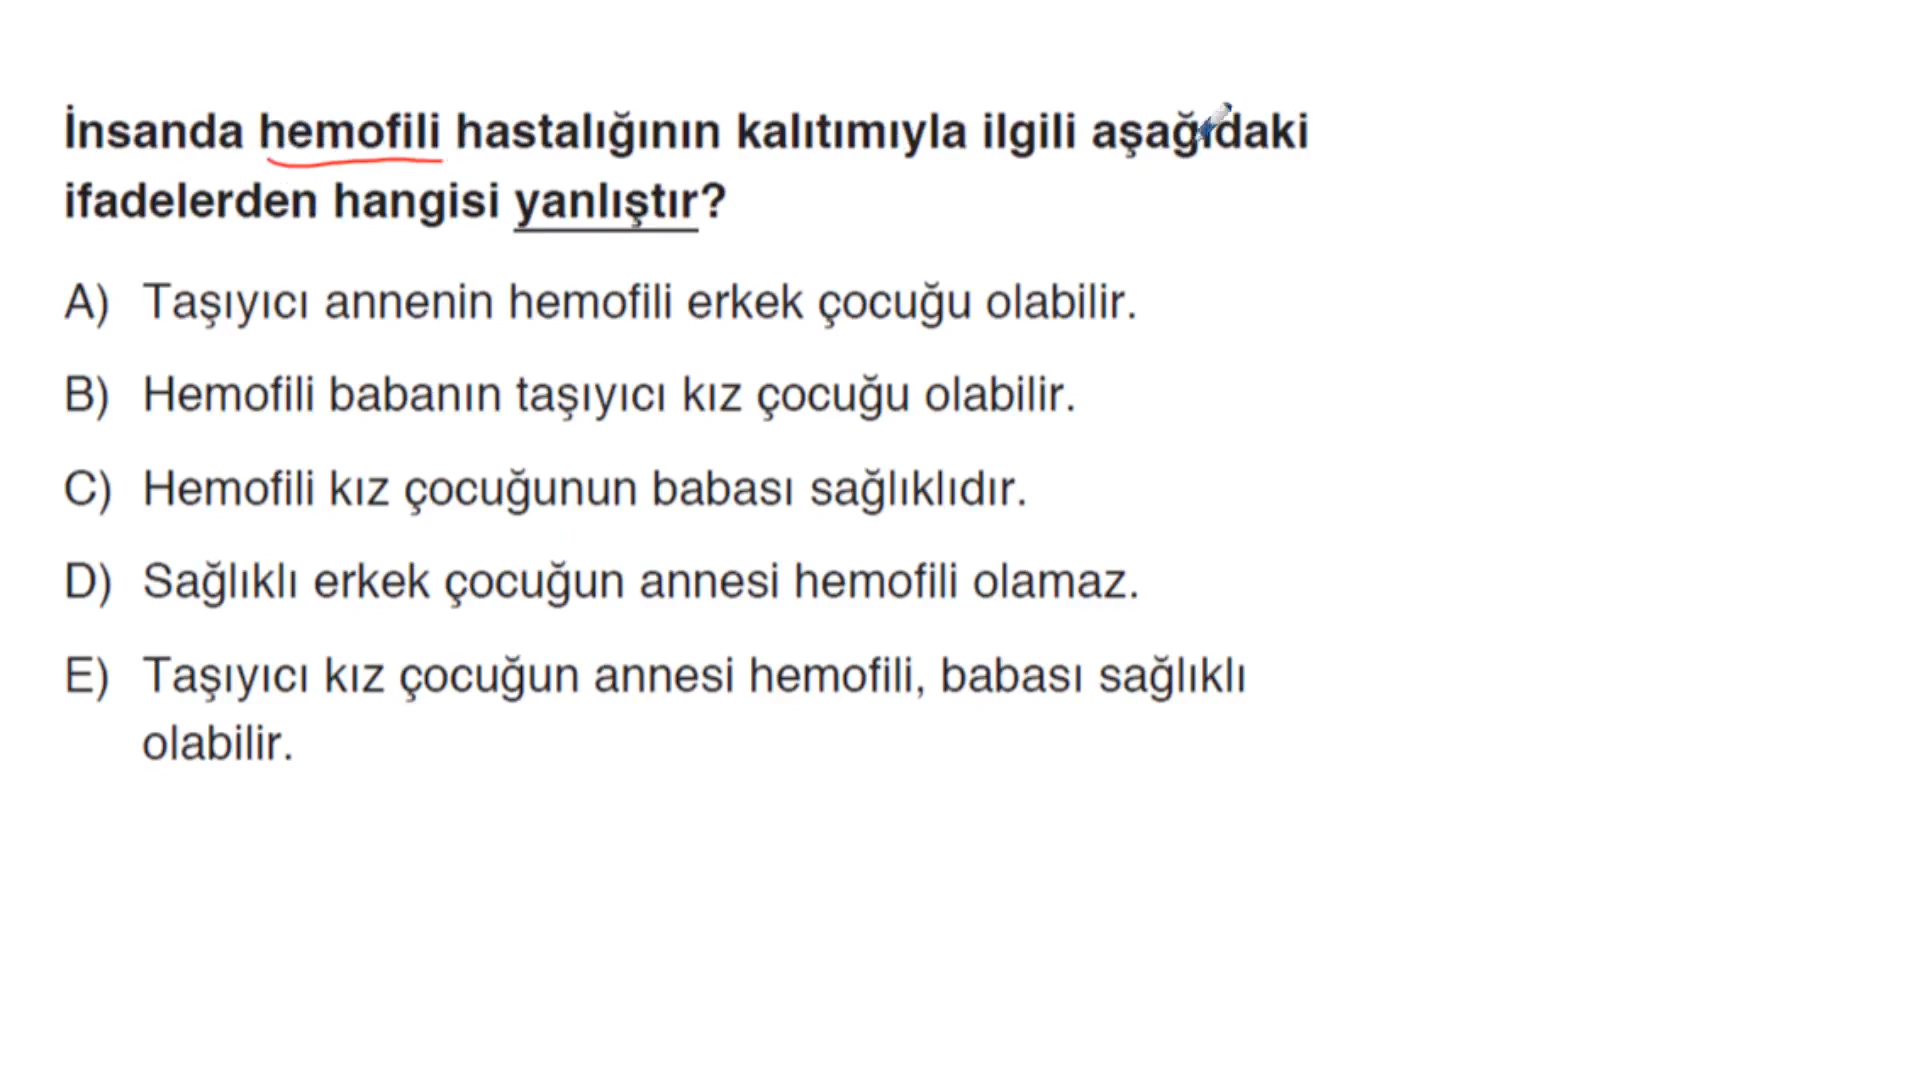 İnsanda hemofili hastalığının kalıtımıyla ilgili aşağıdaki
ifadelerden hangisi yanlıştır?
A) Taşıyıcı annenin hemofili erkek çocuğu olabilir.
B) Hemofili babanın taşıyıcı kız çocuğu olabilir.
C) Hemofili kız çocuğunun babası sağlıklıdır.
D) Sağlıklı erkek çocuğun annesi hemofili olamaz.
E) Taşıyıcı kız çocuğun annesi hemofili, babası sağlıklı
olabilir.